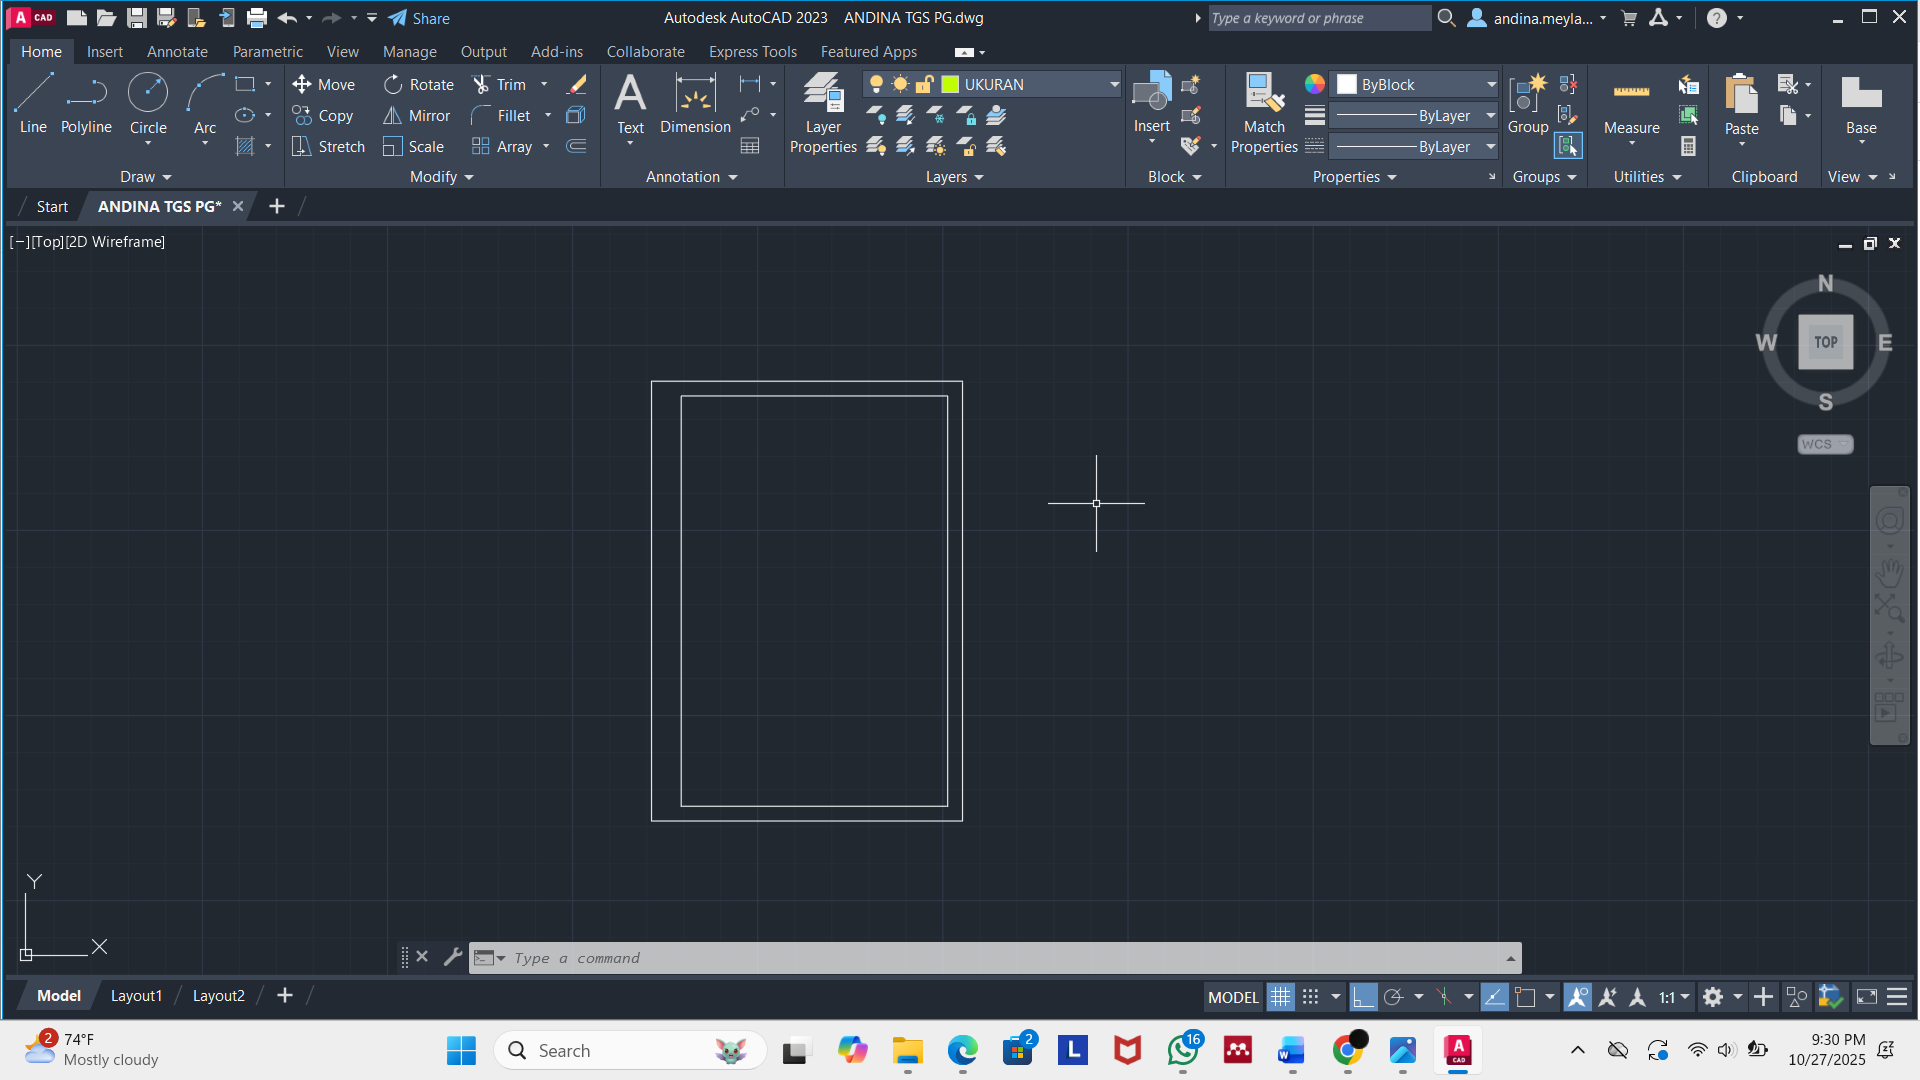 A CAD Share Autodesk AutoCAD 2023 ANDINA TGS PG.dwg Type a keyword or phrase andina.meyla... ?
Home Insert Annotate Parametric View Manage Output Add-ins Collaborate Express Tools Featured Apps
Line Polyline Circle Arc
Move Rotate Trim
Copy Mirror Fillet
Stretch Scale Array
Text Dimension
Layer Properties
UKURAN
Insert
Match Properties
ByBlock
ByLayer
ByLayer
Group Measure Paste Base
Draw Modify Annotation Layers Block Properties Groups Utilities Clipboard View
Start ANDINA TGS PG*
[−][Top][2D Wireframe]
N
W TOP E
S
WCS
Y
X
Type a command
Model Layout1 Layout2
MODEL 1:1
2 74°F
Mostly cloudy
Search
2
L
16
W
A CAD
9:30 PM
10/27/2025